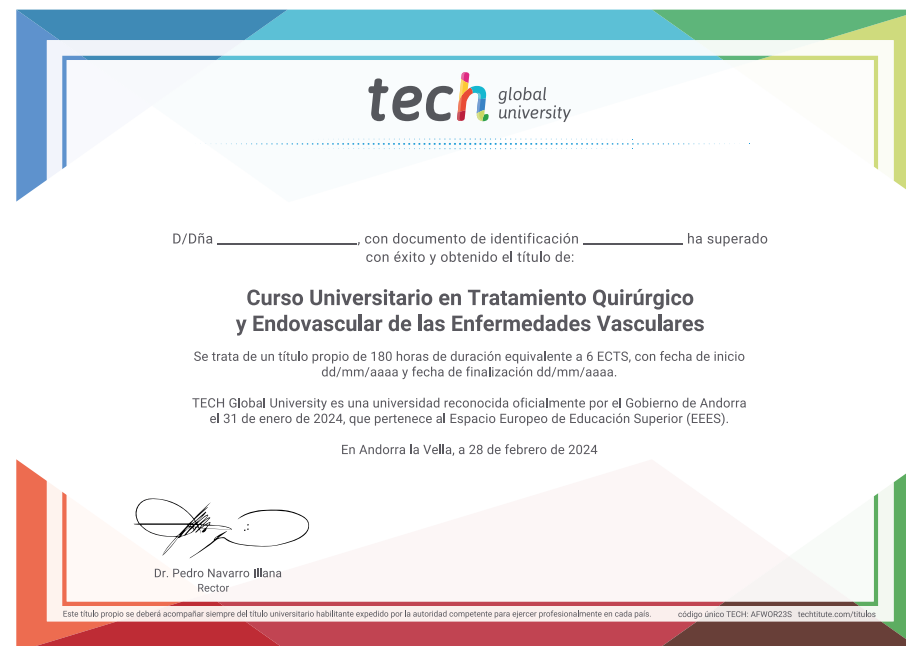 tech global university
D/Dña ____________________, con documento de identificación ______________ ha superado
con éxito y obtenido el título de:
Curso Universitario en Tratamiento Quirúrgico
y Endovascular de las Enfermedades Vasculares
Se trata de un título propio de 180 horas de duración equivalente a 6 ECTS, con fecha de inicio
dd/mm/aaaa y fecha de finalización dd/mm/aaaa.
TECH Global University es una universidad reconocida oficialmente por el Gobierno de Andorra
el 31 de enero de 2024, que pertenece al Espacio Europeo de Educación Superior (EEES).
En Andorra la Vella, a 28 de febrero de 2024
Dr. Pedro Navarro Illana
Rector
Este título propio se deberá acompañar siempre del título universitario habilitante expedido por la autoridad competente para ejercer profesionalmente en cada país. código único TECH: AFWOR23S techtitute.com/titulos